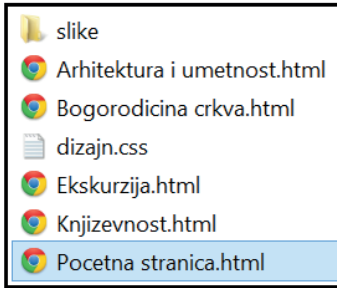 slike
Arhitektura i umetnost.html
Bogorodicina crkva.html
dizajn.css
Ekskurzija.html
Knjizevnost.html
Pocetna stranica.html